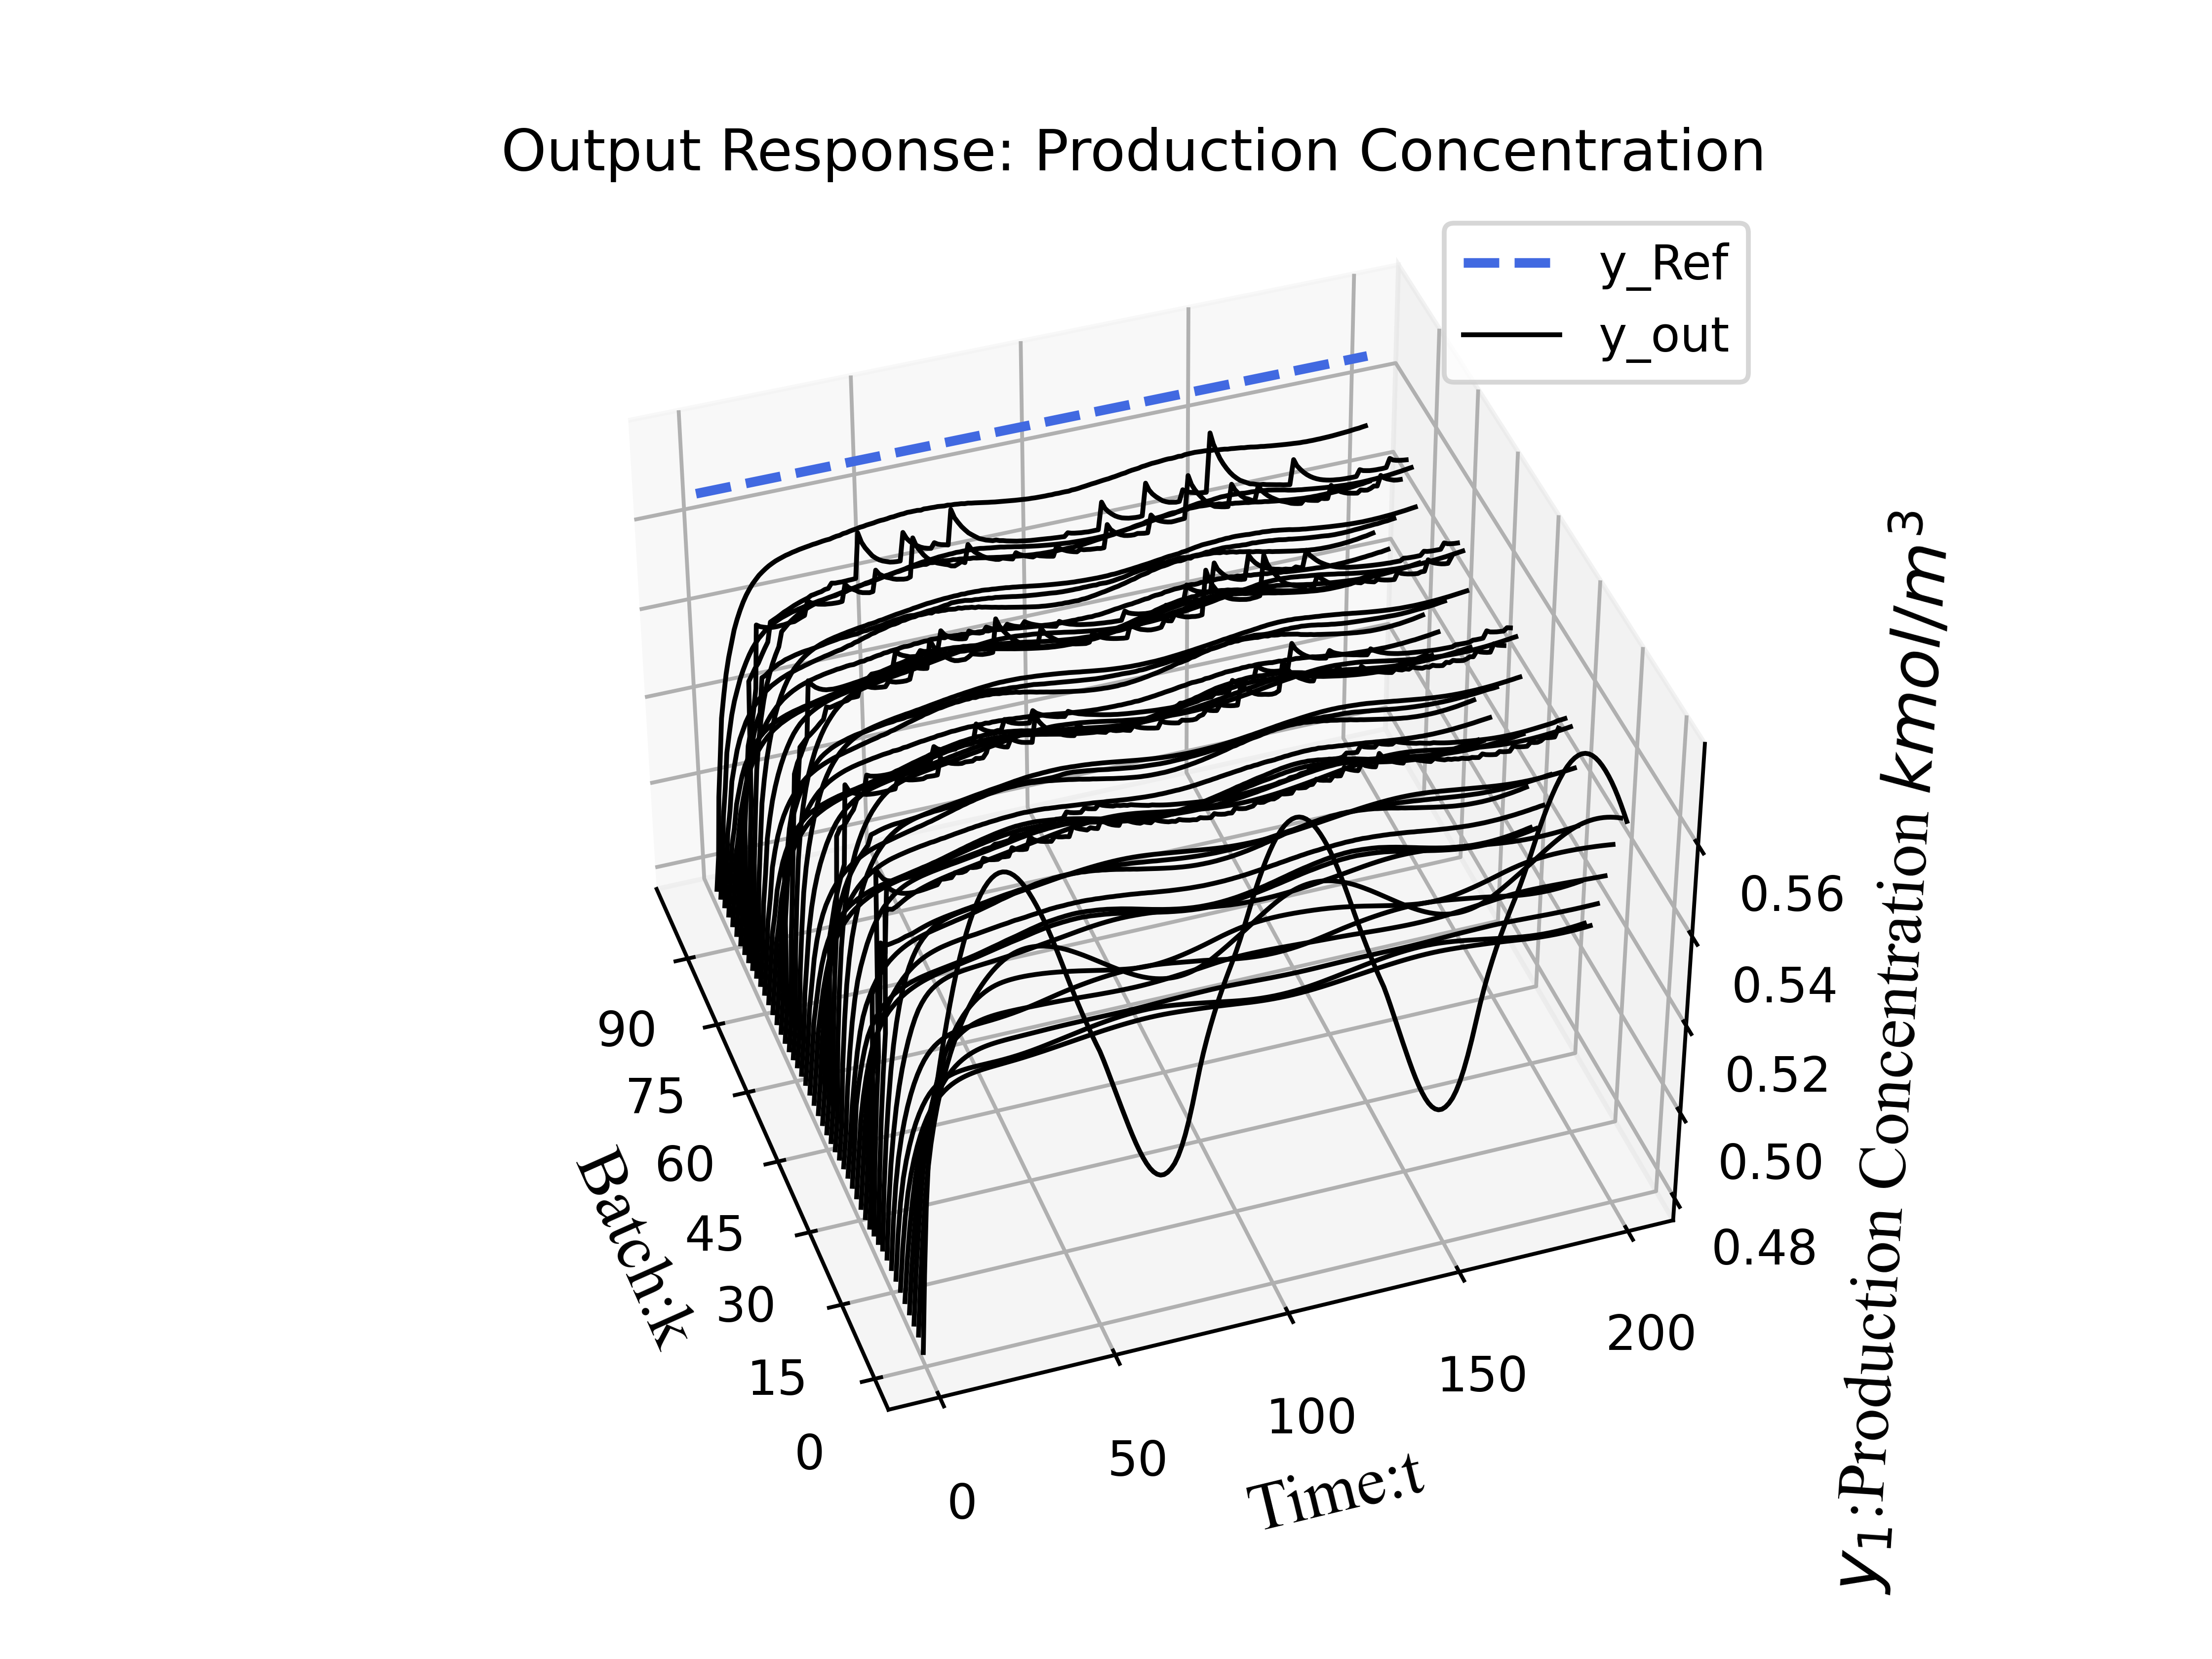 Output Response: Production Concentration
y_Ref
y_out
90
75
60
45
30
15
0
Batch:k
0
50
100
150
200
Time:t
0.56
0.54
0.52
0.50
0.48
y₁:Production Concentration kmol/m³